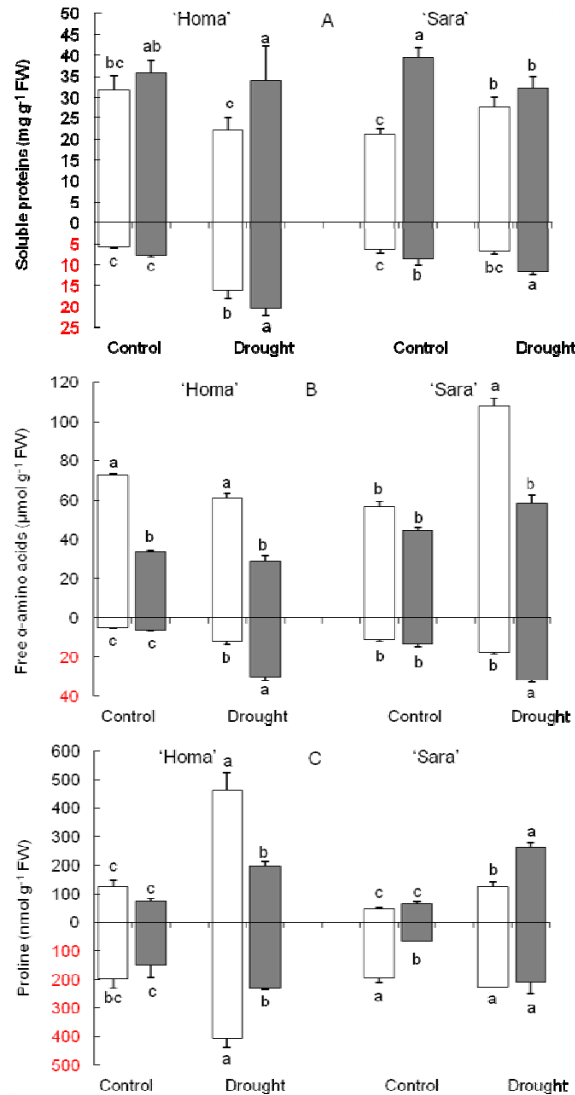 ‘Homa’ A ‘Sara’
Soluble proteins (mg g⁻¹ FW)
45
40
35
30
25
20
15
10
5
0
5
10
15
20
25
bc ab c a c a b b
c c b a c b bc a
Control Drought Control Drought
‘Homa’ B ‘Sara’
Free α-amino acids (µmol g⁻¹ FW)
120
100
80
60
40
20
0
20
40
a b a b b b a b
c c b a b b b a
Control Drought Control Drought
‘Homa’ C ‘Sara’
Proline (nmol g⁻¹ FW)
600
500
400
300
200
100
0
100
200
300
400
500
c c a b c c b a
bc c a b a b a a
Control Drought Control Drought